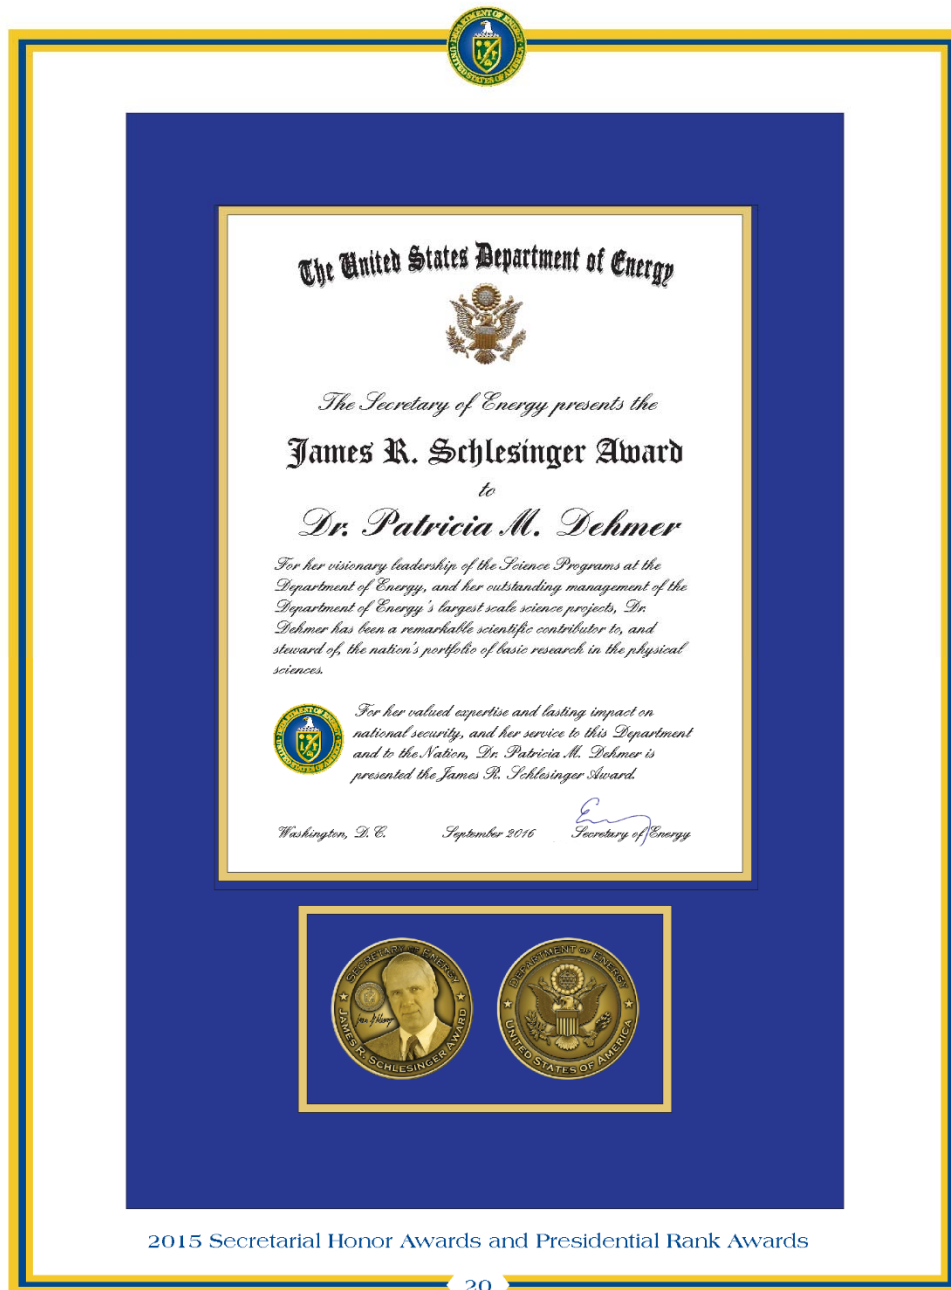 The United States Department of Energy
The Secretary of Energy presents the
James R. Schlesinger Award
to
Dr. Patricia M. Dehmer
For her visionary leadership of the Science Programs at the
Department of Energy, and her outstanding management of the
Department of Energy's largest scale science projects, Dr.
Dehmer has been a remarkable scientific contributor to, and
steward of, the nation's portfolio of basic research in the physical
sciences.
For her valued expertise and lasting impact on
national security, and her service to this Department
and to the Nation, Dr. Patricia M. Dehmer is
presented the James R. Schlesinger Award.
Washington, D. C. September 2016 Secretary of Energy
SECRETARY OF ENERGY
JAMES R. SCHLESINGER AWARD
DEPARTMENT OF ENERGY
UNITED STATES OF AMERICA
2015 Secretarial Honor Awards and Presidential Rank Awards
20